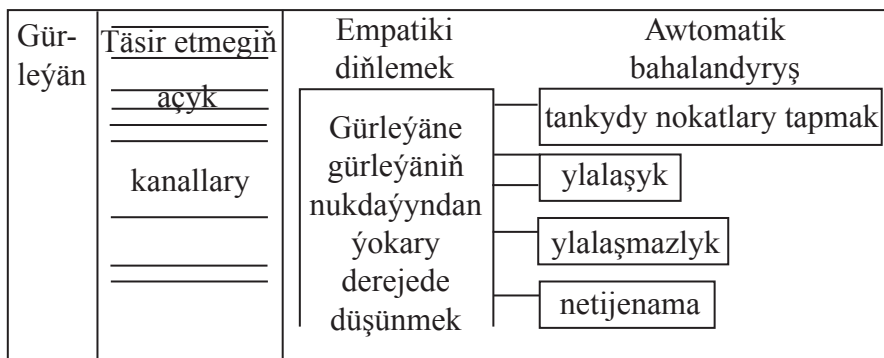 Gür-
leýän
Täsir etmegiň
açyk
kanallary
Empatiki
diňlemek
Gürleýäne
gürleýäniň
nukdaýyndan
ýokary
derejede
düşünmek
Awtomatik
bahalandyryş
tankydy nokatlary tapmak
ylalaşyk
ylalaşmazlyk
netijenama